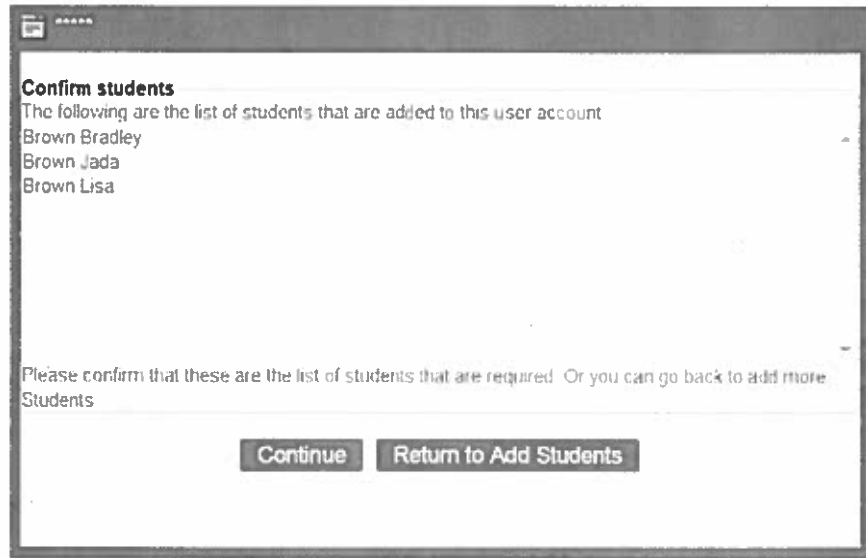 *****
Confirm students
The following are the list of students that are added to this user account
Brown Bradley
Brown Jada
Brown Lisa
Please confirm that these are the list of students that are required Or you can go back to add more
Students
Continue Return to Add Students